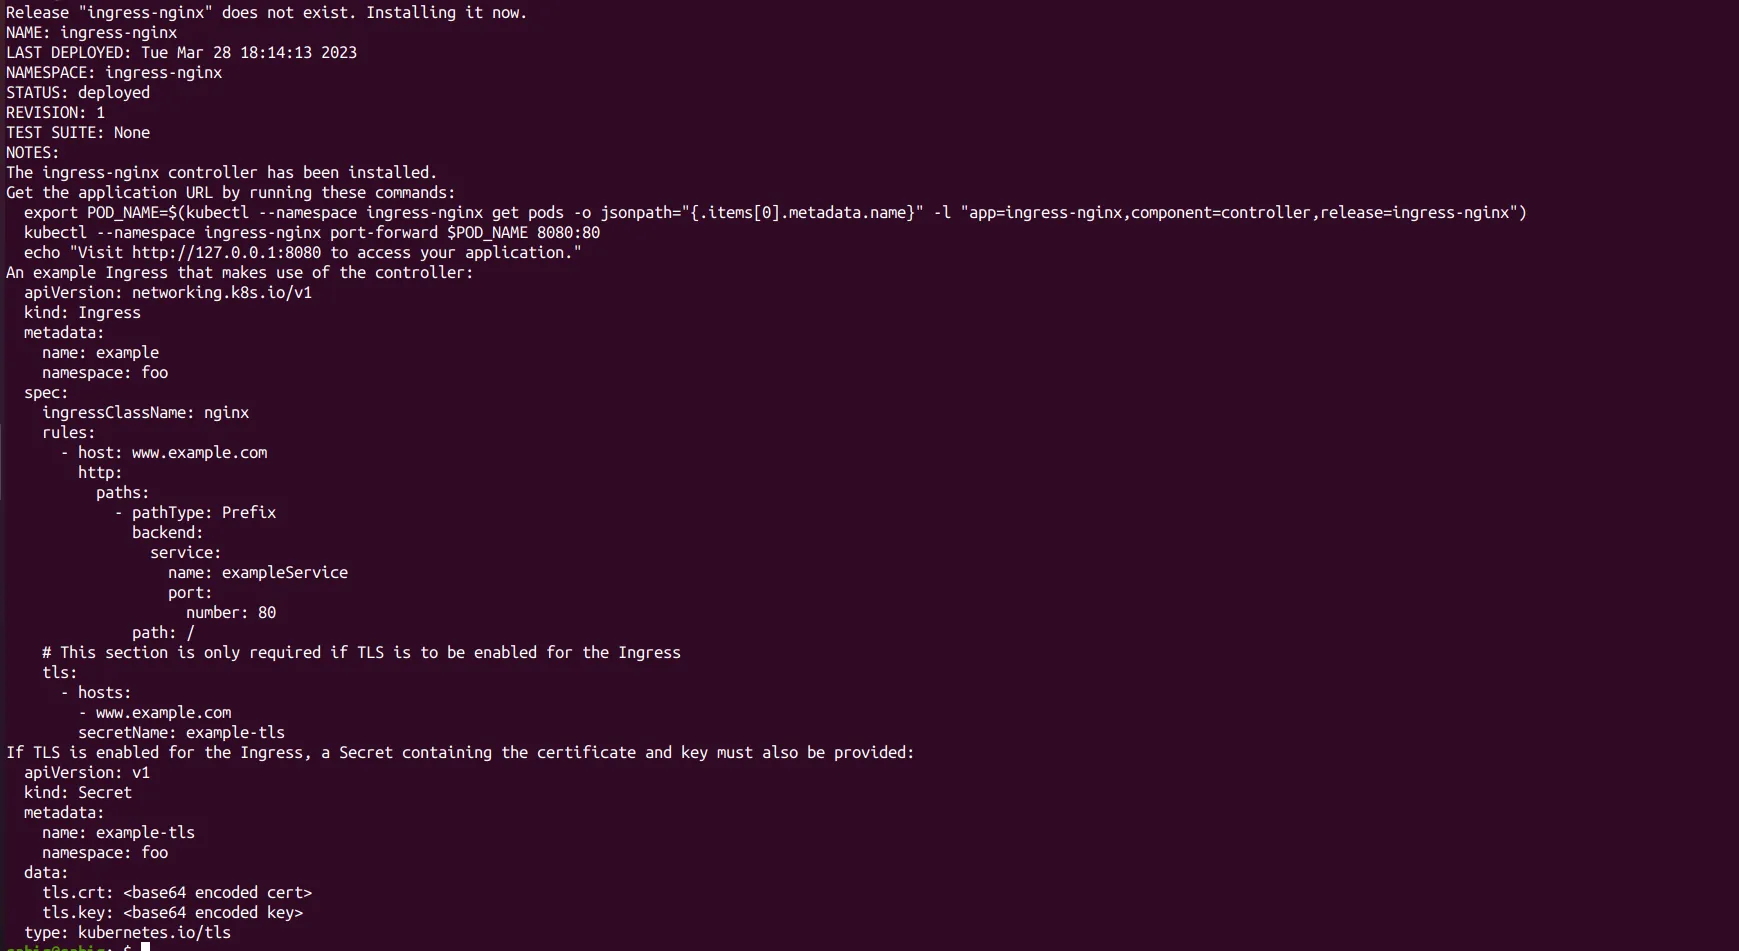 Release "ingress-nginx" does not exist. Installing it now.
NAME: ingress-nginx
LAST DEPLOYED: Tue Mar 28 18:14:13 2023
NAMESPACE: ingress-nginx
STATUS: deployed
REVISION: 1
TEST SUITE: None
NOTES:
The ingress-nginx controller has been installed.
Get the application URL by running these commands:
  export POD_NAME=$(kubectl --namespace ingress-nginx get pods -o jsonpath="{.items[0].metadata.name}" -l "app=ingress-nginx,component=controller,release=ingress-nginx")
  kubectl --namespace ingress-nginx port-forward $POD_NAME 8080:80
  echo "Visit http://127.0.0.1:8080 to access your application."
An example Ingress that makes use of the controller:
  apiVersion: networking.k8s.io/v1
  kind: Ingress
  metadata:
    name: example
    namespace: foo
  spec:
    ingressClassName: nginx
    rules:
      - host: www.example.com
        http:
          paths:
            - pathType: Prefix
              backend:
                service:
                  name: exampleService
                  port:
                    number: 80
              path: /
    # This section is only required if TLS is to be enabled for the Ingress
    tls:
      - hosts:
        - www.example.com
        secretName: example-tls
If TLS is enabled for the Ingress, a Secret containing the certificate and key must also be provided:
  apiVersion: v1
  kind: Secret
  metadata:
    name: example-tls
    namespace: foo
  data:
    tls.crt: <base64 encoded cert>
    tls.key: <base64 encoded key>
  type: kubernetes.io/tls